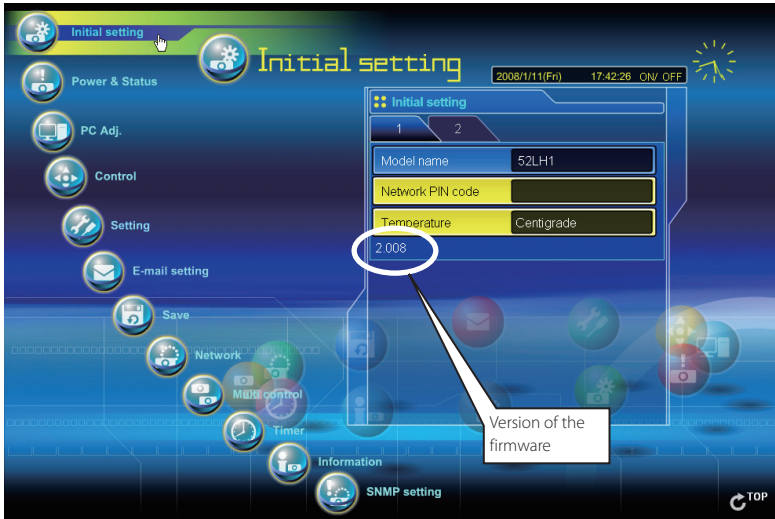 Initial setting
Initial setting
2008/1/11(Fri) 17:42:26 ON/ OFF
Power & Status
PC Adj.
Control
Setting
E-mail setting
Save
Network
Multi control
Timer
Information
SNMP setting
Initial setting
1 2
Model name 52LH1
Network PIN code
Temperature Centigrade
2.008
Version of the
firmware
TOP